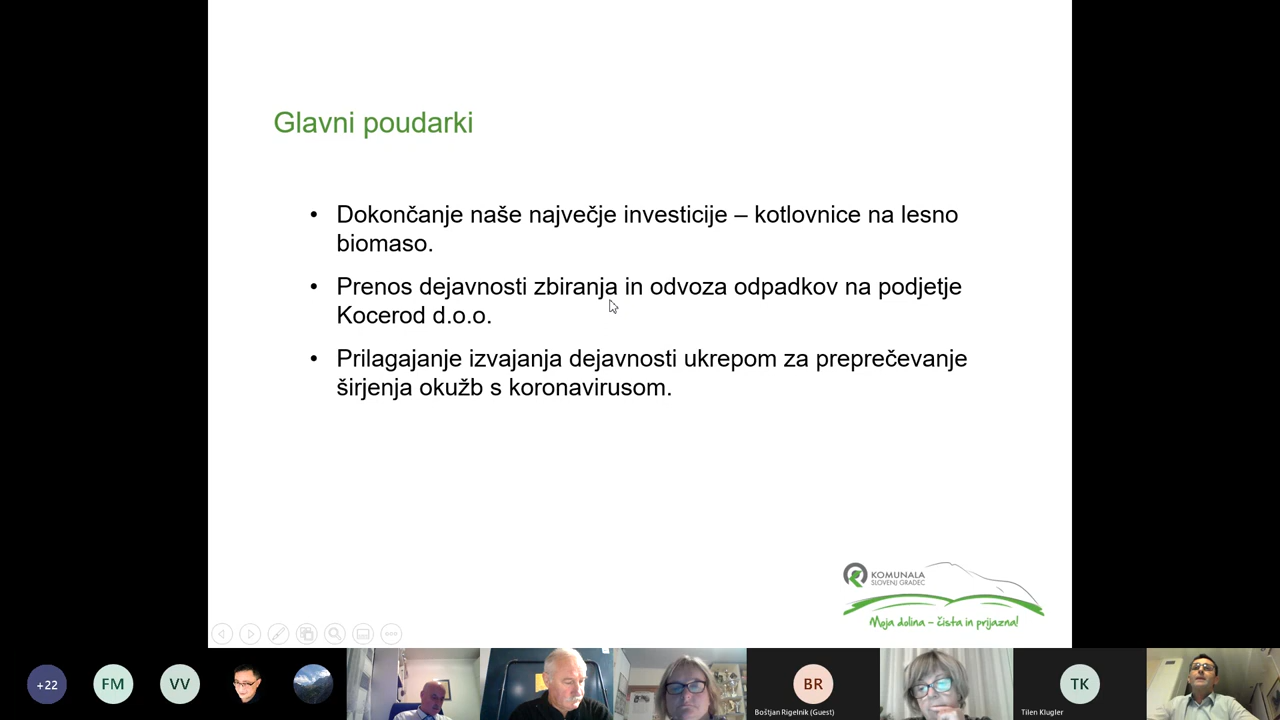 Glavni poudarki
• Dokončanje naše največje investicije – kotlovnice na lesno
biomaso.
• Prenos dejavnosti zbiranja in odvoza odpadkov na podjetje
Kocerod d.o.o.
• Prilagajanje izvajanja dejavnosti ukrepom za preprečevanje
širjenja okužb s koronavirusom.
KOMUNALA
SLOVENJ GRADEC
Moja dolina – čista in prijazna!
+22
FM
VV
BR
Boštjan Rigelnik (Guest)
TK
Tilen Klugler